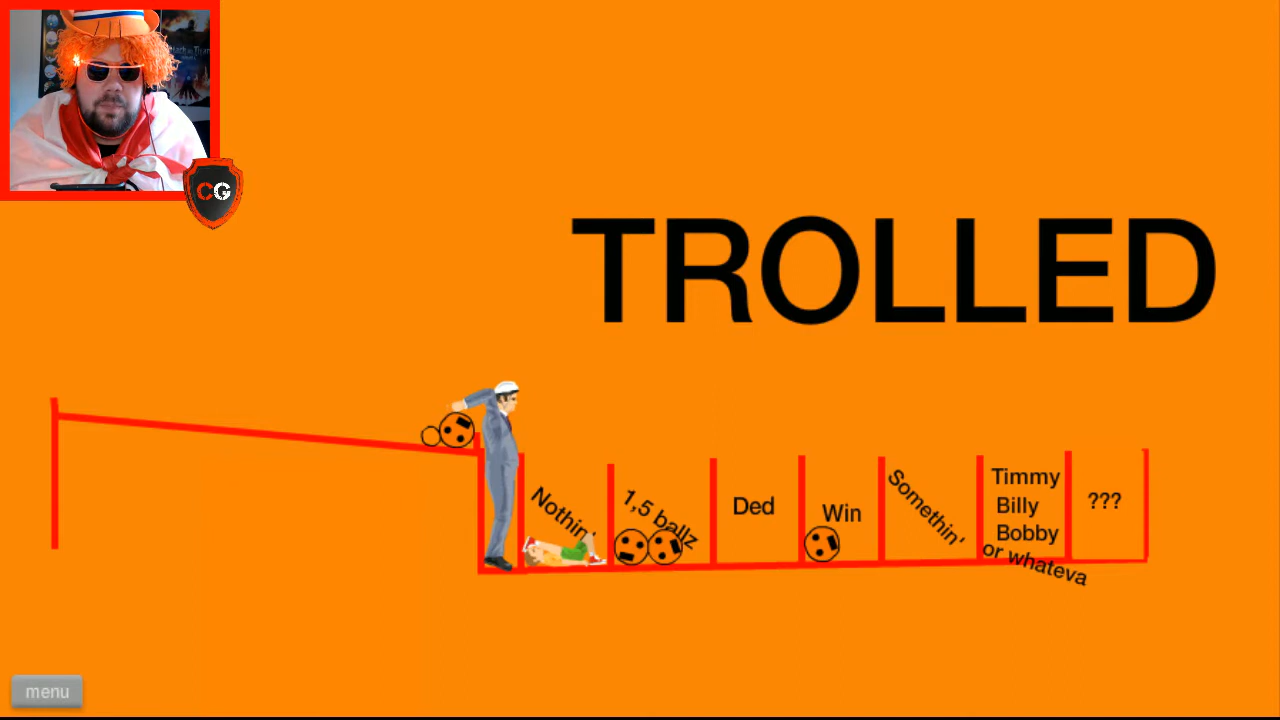 CG
TROLLED
Nothin'
1,5 ballz
Ded
Win
Somethin'
Timmy
Billy
Bobby
or whateva
???
menu